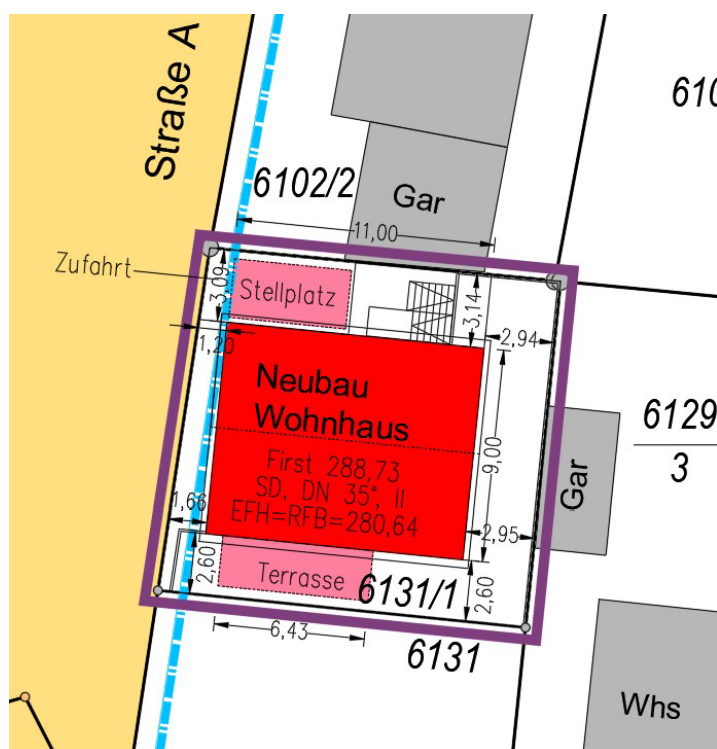 Straße A
610
6102/2
Gar
11,00
Zufahrt
3,09
Stellplatz
3,14
1,20
2,94
Neubau
Wohnhaus
First 288,73
SD, DN 35°, II
EFH=RFB=280,64
9,00
6129
3
Gar
1,66
2,95
2,60
Terrasse
6131/1
2,60
6,43
6131
Whs